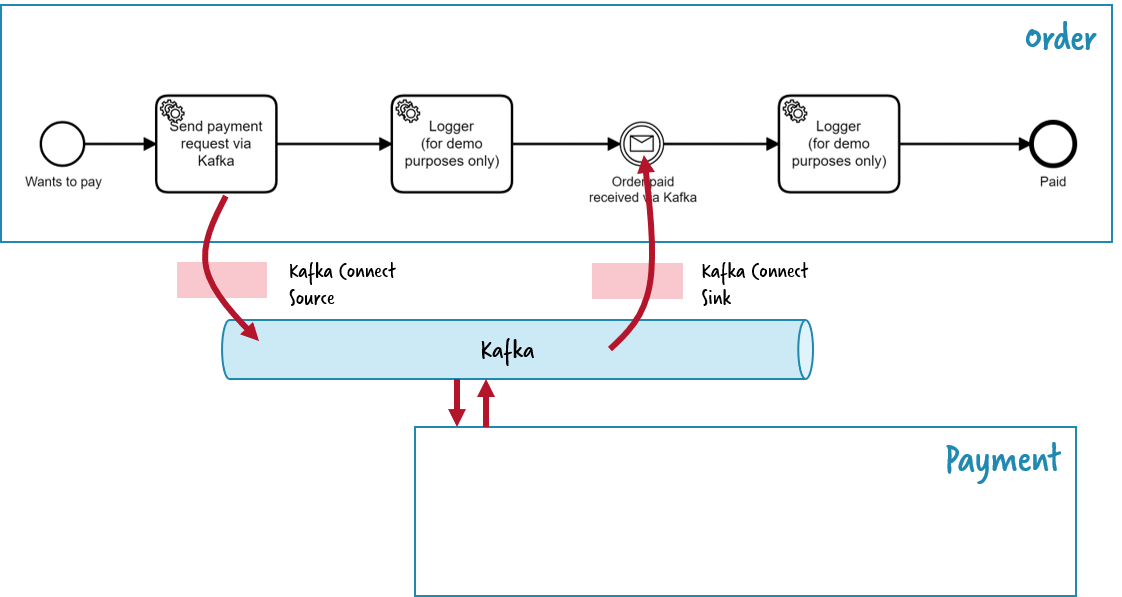 Order
Send payment
request via
Kafka
Logger
(for demo
purposes only)
Logger
(for demo
purposes only)
Wants to pay
Order paid
received via Kafka
Paid
Kafka Connect
Source
Kafka Connect
Sink
Kafka
Payment